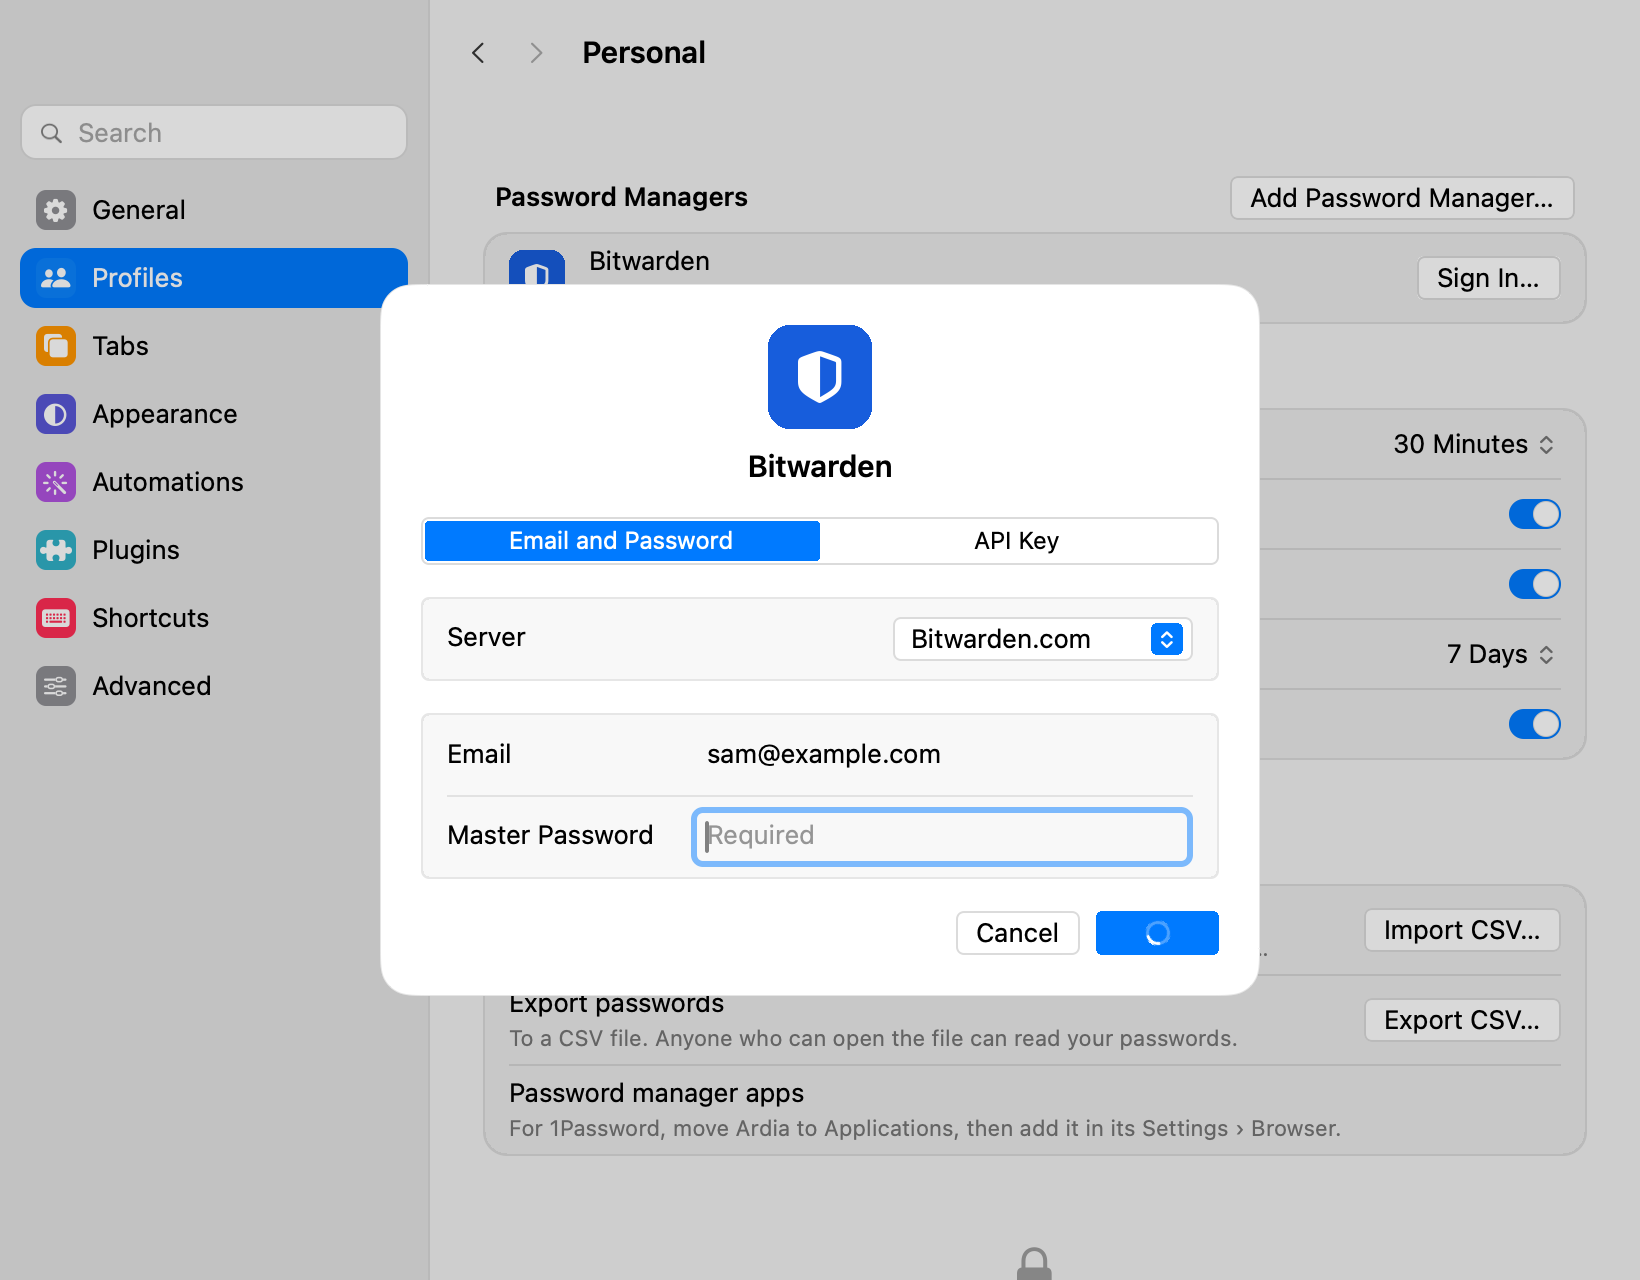 Personal
Search
General
Profiles
Tabs
Appearance
Automations
Plugins
Shortcuts
Advanced
Password Managers
Add Password Manager...
Bitwarden
Sign In...
30 Minutes
7 Days
Bitwarden
Email and Password
API Key
Server
Bitwarden.com
Email
sam@example.com
Master Password
Required
Cancel
Import CSV...
Export passwords
To a CSV file. Anyone who can open the file can read your passwords.
Export CSV...
Password manager apps
For 1Password, move Ardia to Applications, then add it in its Settings › Browser.